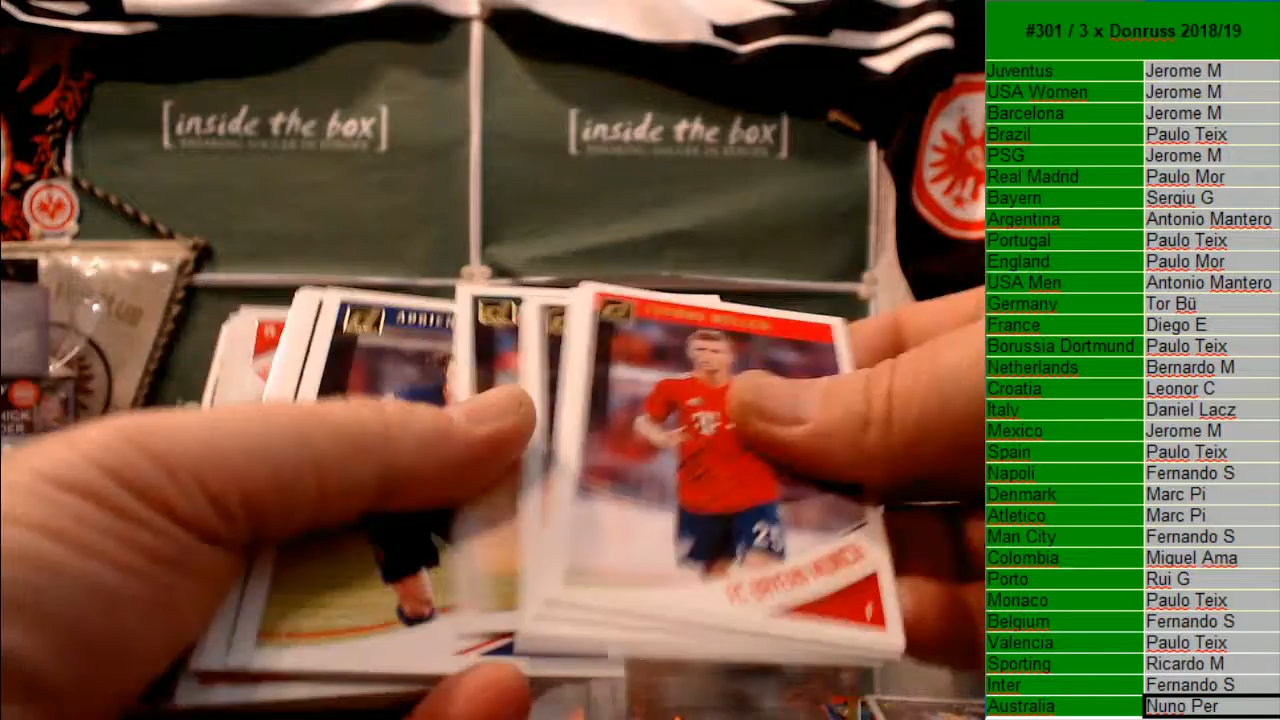 #301 / 3 x Donruss 2018/19
Juventus Jerome M
USA Women Jerome M
Barcelona Jerome M
Brazil Paulo Teix
PSG Jerome M
Real Madrid Paulo Mor
Bayern Sergiu G
Argentina Antonio Mantero
Portugal Paulo Teix
England Paulo Mor
USA Men Antonio Mantero
Germany Tor Bü
France Diego E
Borussia Dortmund Paulo Teix
Netherlands Bernardo M
Croatia Leonor C
Italy Daniel Lacz
Mexico Jerome M
Spain Paulo Teix
Napoli Fernando S
Denmark Marc Pi
Atletico Marc Pi
Man City Fernando S
Colombia Miguel Ama
Porto Rui G
Monaco Paulo Teix
Belgium Fernando S
Valencia Paulo Teix
Sporting Ricardo M
Inter Fernando S
Australia Nuno Per
[inside the box]
[inside the box]
ADRIEN
FC BAYERN MUNICH